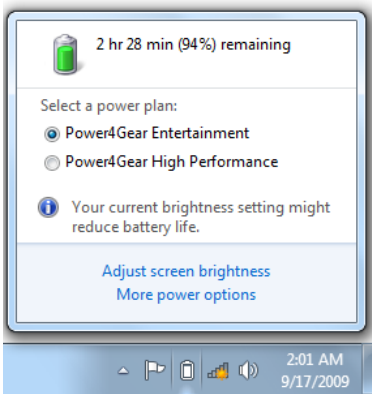 2 hr 28 min (94%) remaining
Select a power plan:
Power4Gear Entertainment
Power4Gear High Performance
Your current brightness setting might
reduce battery life.
Adjust screen brightness
More power options
2:01 AM
9/17/2009